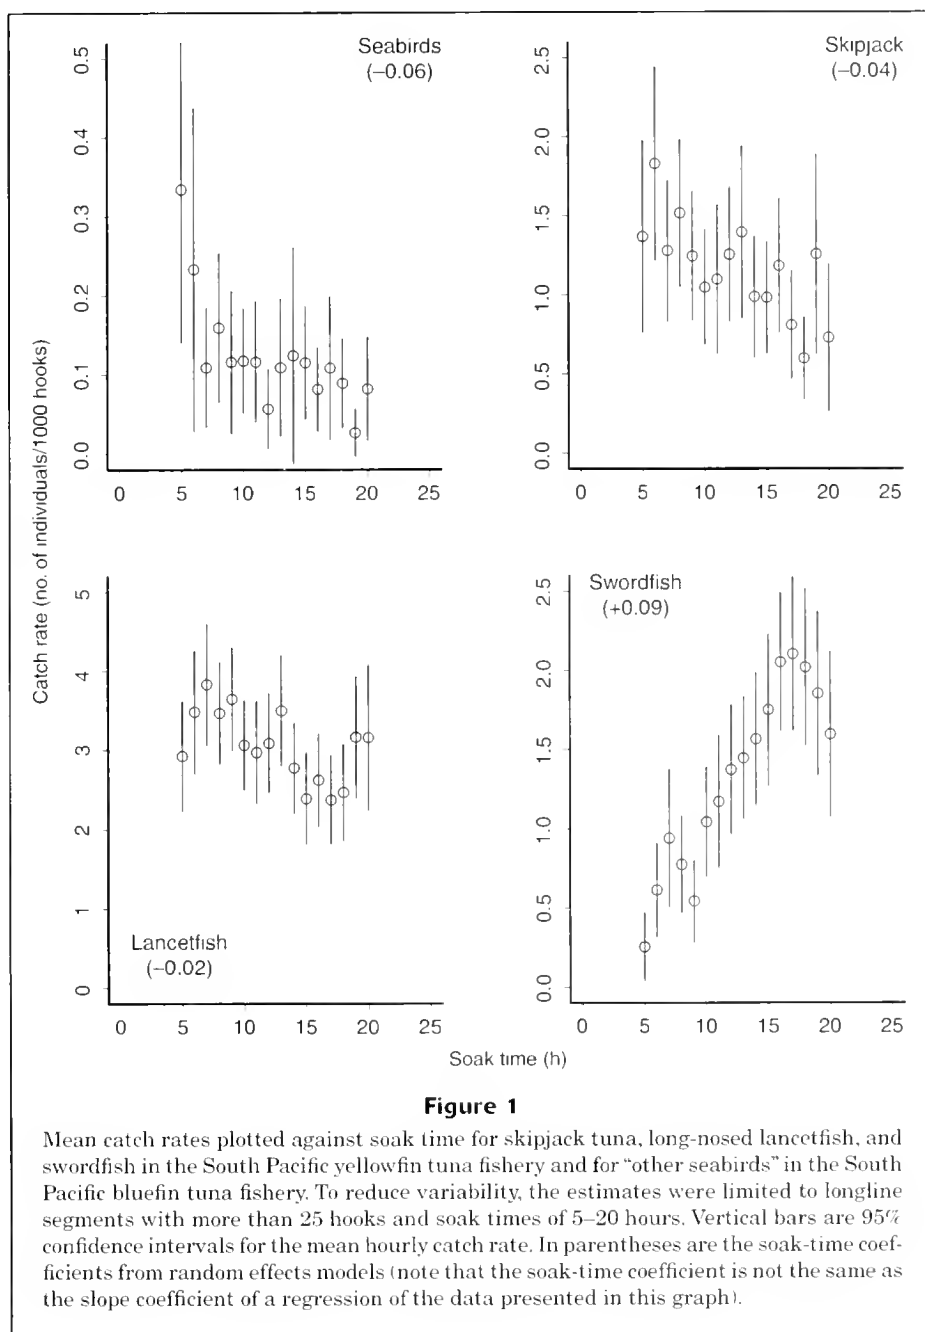 Seabirds
(−0.06)
0.5
0.4
0.3
0.2
0.1
0.0
0 5 10 15 20 25
Skipjack
(−0.04)
2.5
2.0
1.5
1.0
0.5
0.0
0 5 10 15 20 25
Catch rate (no. of individuals/1000 hooks)
5
4
3
2
1
0
Lancetfish
(−0.02)
0 5 10 15 20 25
Swordfish
(+0.09)
2.5
2.0
1.5
1.0
0.5
0.0
0 5 10 15 20 25
Soak time (h)
Figure 1
Mean catch rates plotted against soak time for skipjack tuna, long-nosed lancetfish, and
swordfish in the South Pacific yellowfin tuna fishery and for "other seabirds" in the South
Pacific bluefin tuna fishery. To reduce variability, the estimates were limited to longline
segments with more than 25 hooks and soak times of 5–20 hours. Vertical bars are 95%
confidence intervals for the mean hourly catch rate. In parentheses are the soak-time coef-
ficients from random effects models (note that the soak-time coefficient is not the same as
the slope coefficient of a regression of the data presented in this graph).